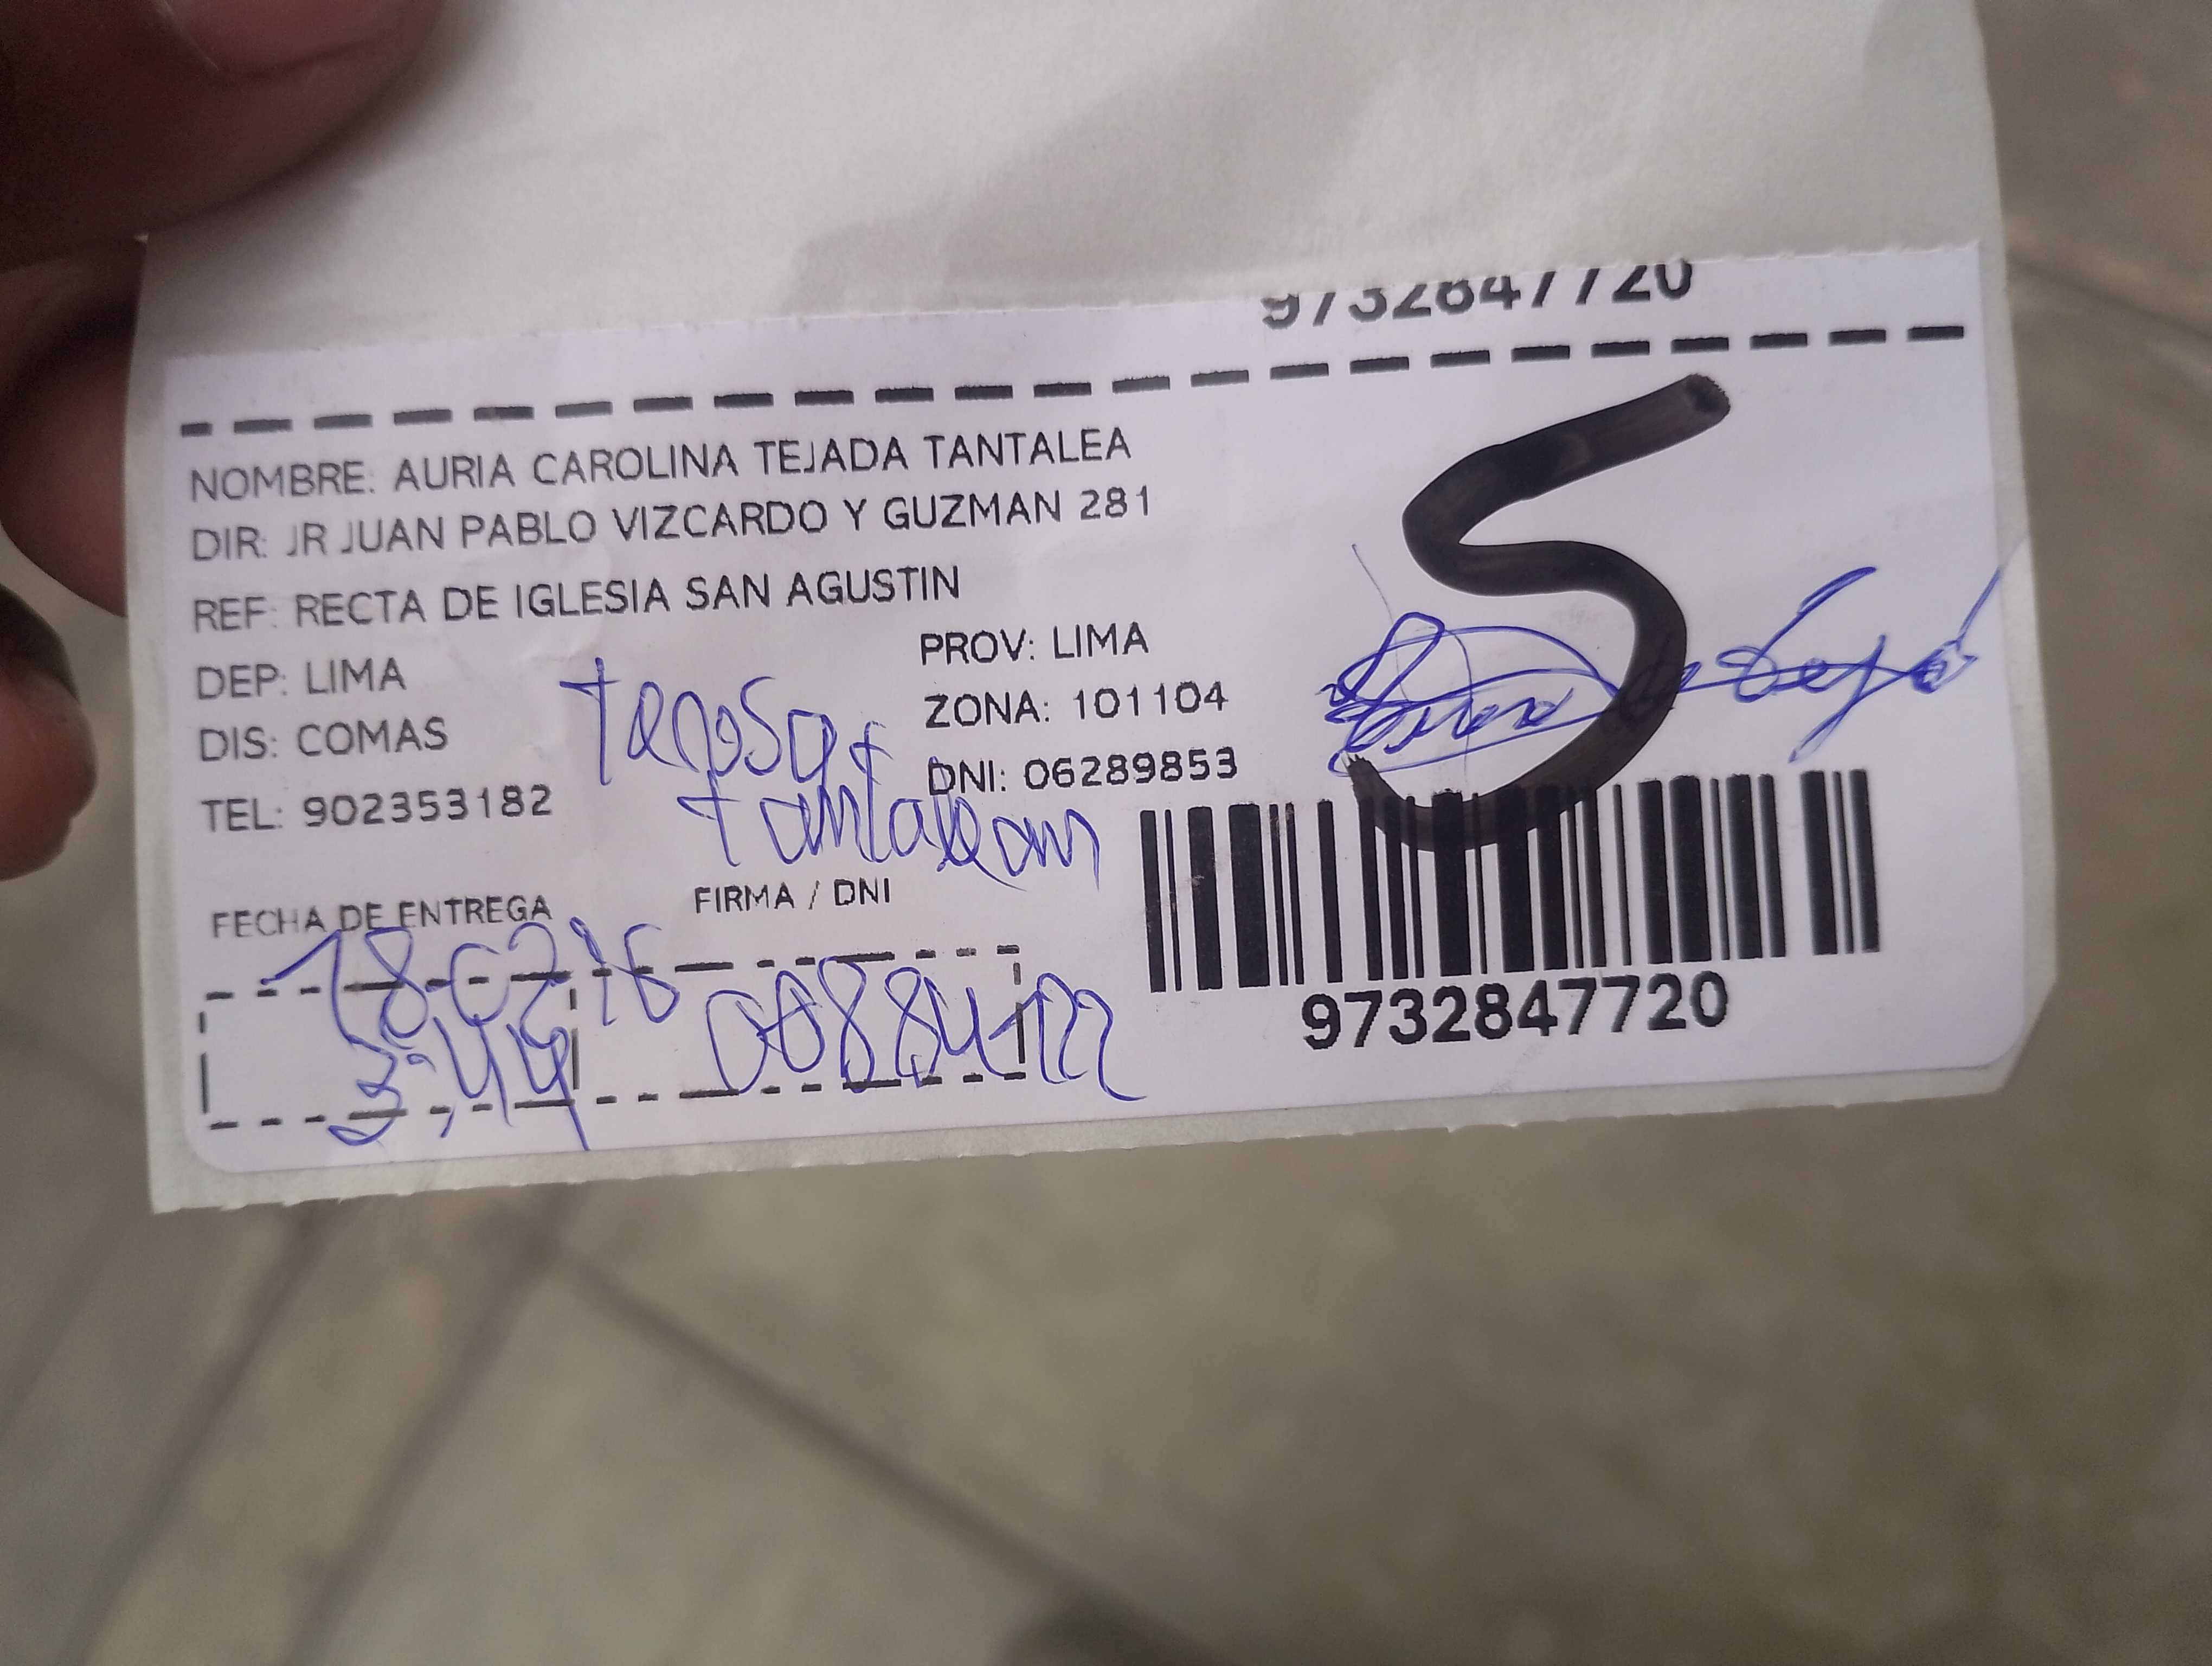 9732847720
NOMBRE: AURIA CAROLINA TEJADA TANTALEA
DIR: JR JUAN PABLO VIZCARDO Y GUZMAN 281
REF: RECTA DE IGLESIA SAN AGUSTIN
DEP: LIMA PROV: LIMA
DIS: COMAS ZONA: 101104
TEL: 902353182 DNI: 06289853
S
FECHA DE ENTREGA FIRMA / DNI
9732847720